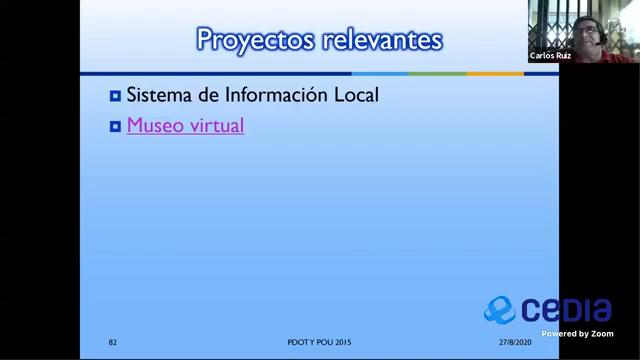 Proyectos relevantes
Carlos Ruiz
Sistema de Información Local
Museo virtual
CEDIA
Powered by Zoom
82
PDOT Y POU 2015
27/8/2020